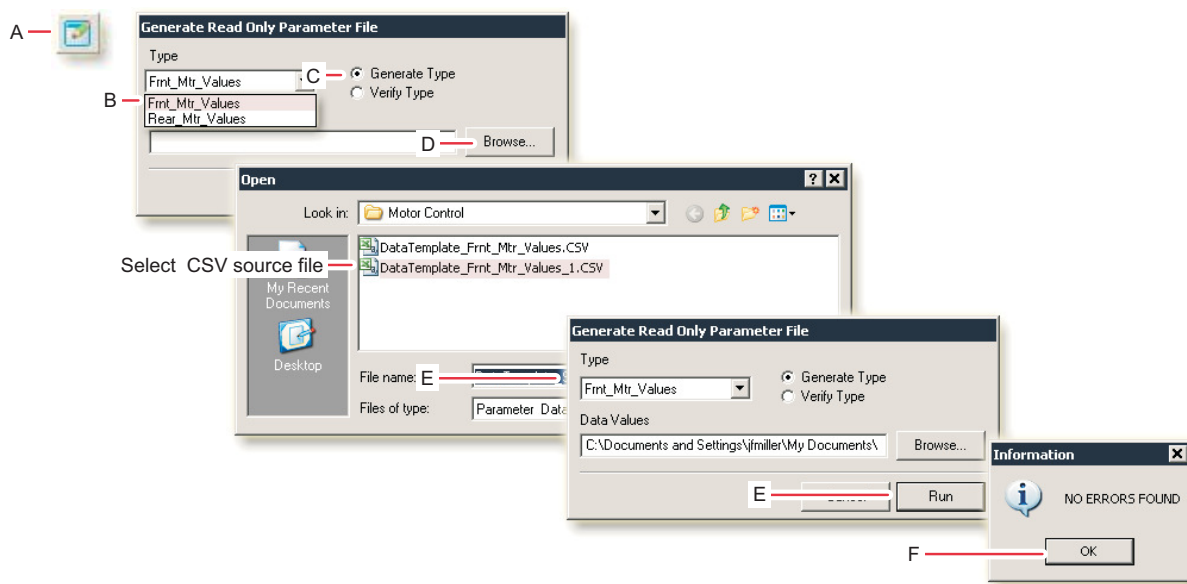 A
Generate Read Only Parameter File
Type
Frnt_Mtr_Values
C
Generate Type
Verify Type
B
Frnt_Mtr_Values
Rear_Mtr_Values
D
Browse...
Open
Look in:
Motor Control
DataTemplate_Frnt_Mtr_Values.CSV
Select CSV source file
DataTemplate_Frnt_Mtr_Values_1.CSV
My Recent
Documents
Desktop
File name:
E
Files of type:
Parameter Data
Generate Read Only Parameter File
Type
Frnt_Mtr_Values
Generate Type
Verify Type
Data Values
C:\Documents and Settings\jfmiller\My Documents\
Browse...
E
Run
Information
NO ERRORS FOUND
F
OK